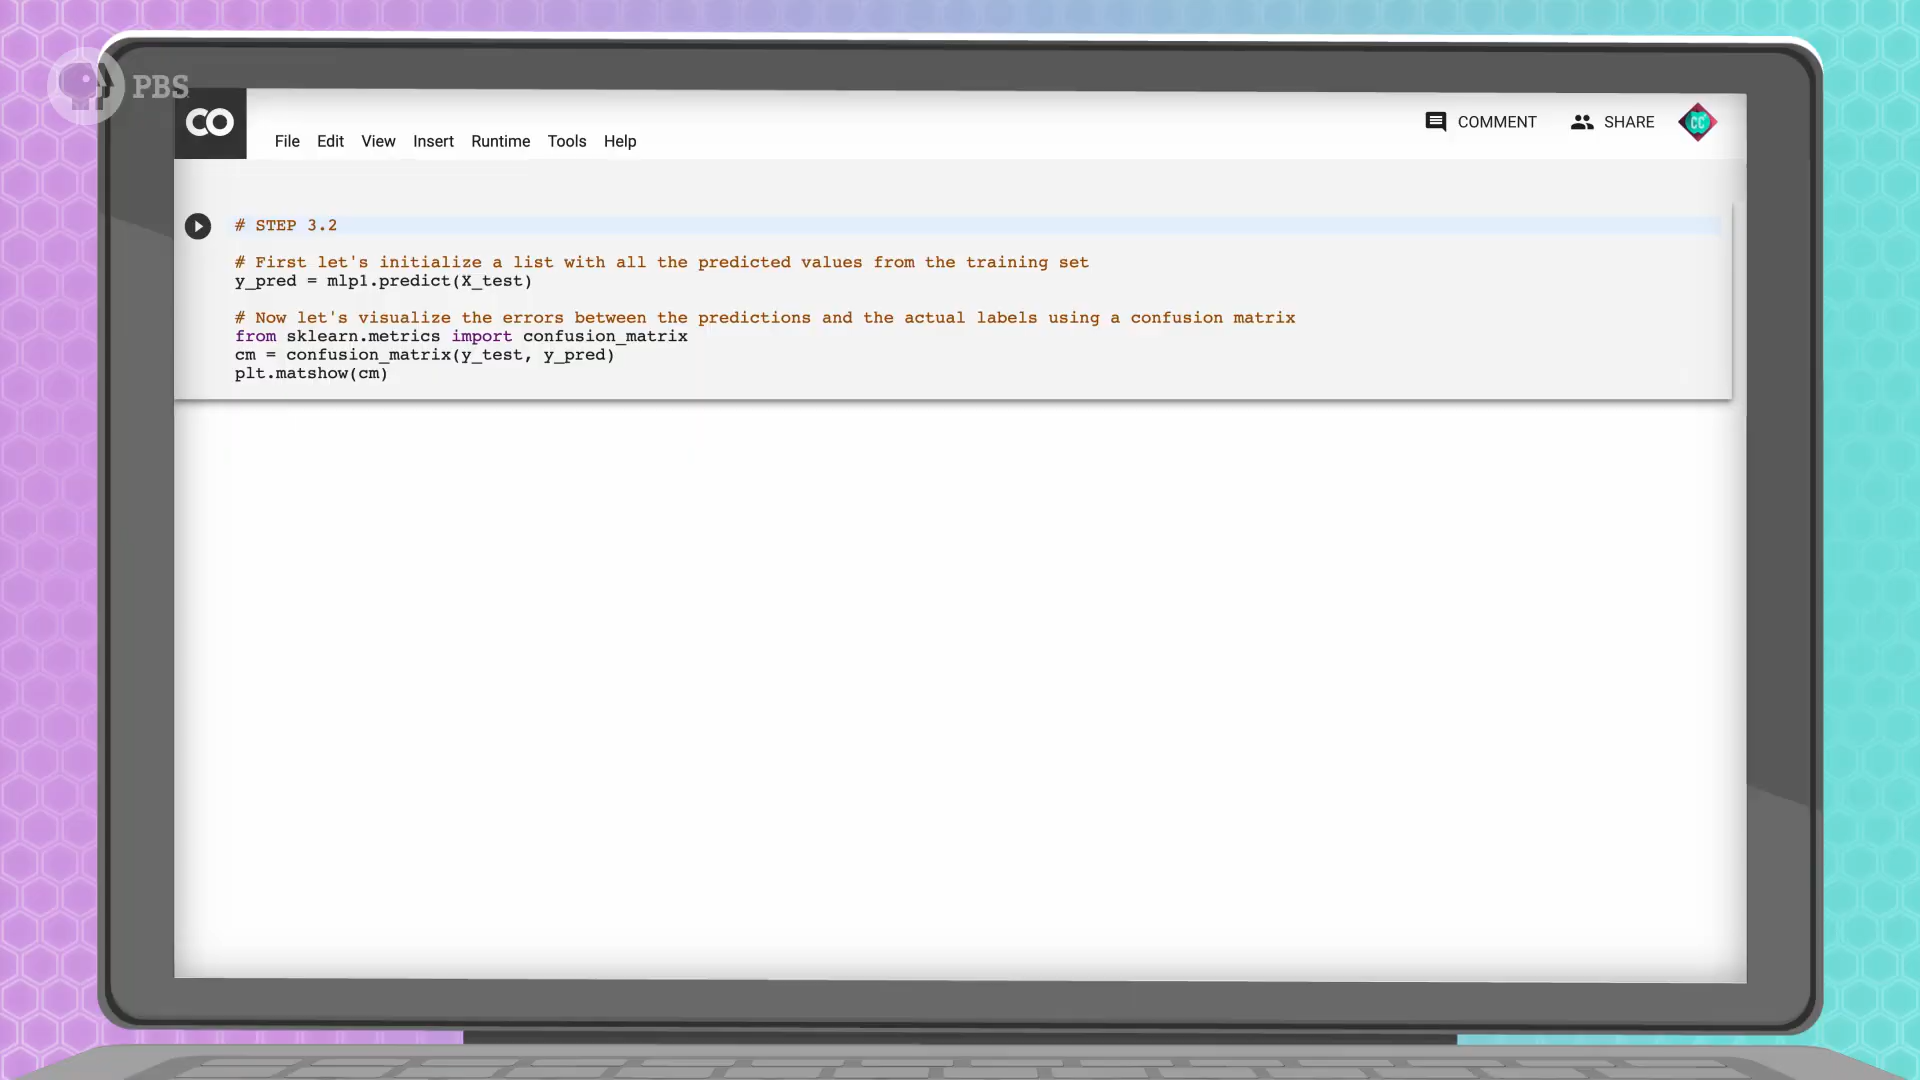 PBS
CO
File Edit View Insert Runtime Tools Help
COMMENT SHARE CC
# STEP 3.2
# First let's initialize a list with all the predicted values from the training set
y_pred = mlp1.predict(X_test)
# Now let's visualize the errors between the predictions and the actual labels using a confusion matrix
from sklearn.metrics import confusion_matrix
cm = confusion_matrix(y_test, y_pred)
plt.matshow(cm)